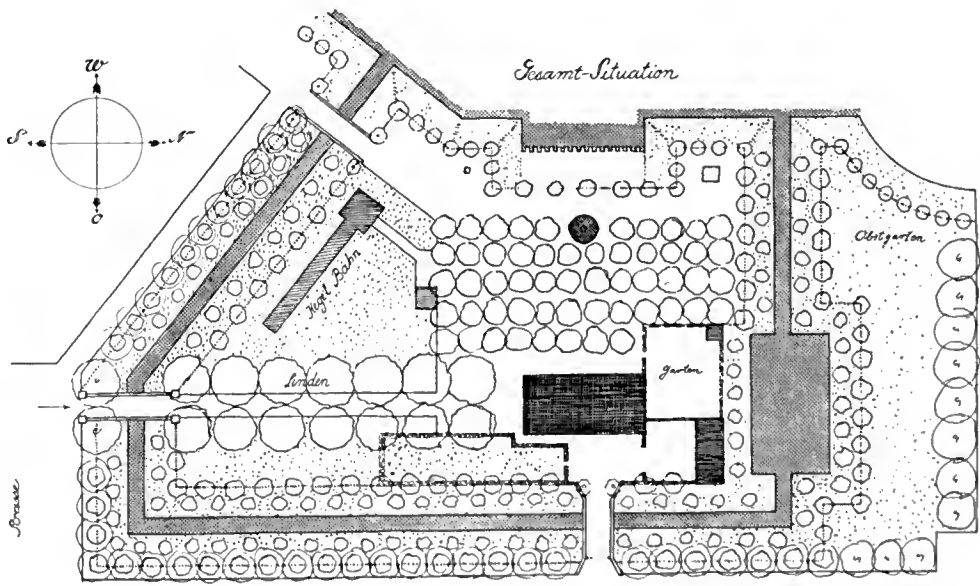 Gesamt-Situation
W
S
N
O
Obstgarten
Kegel-Bahn
Linden
Garten
Strasse